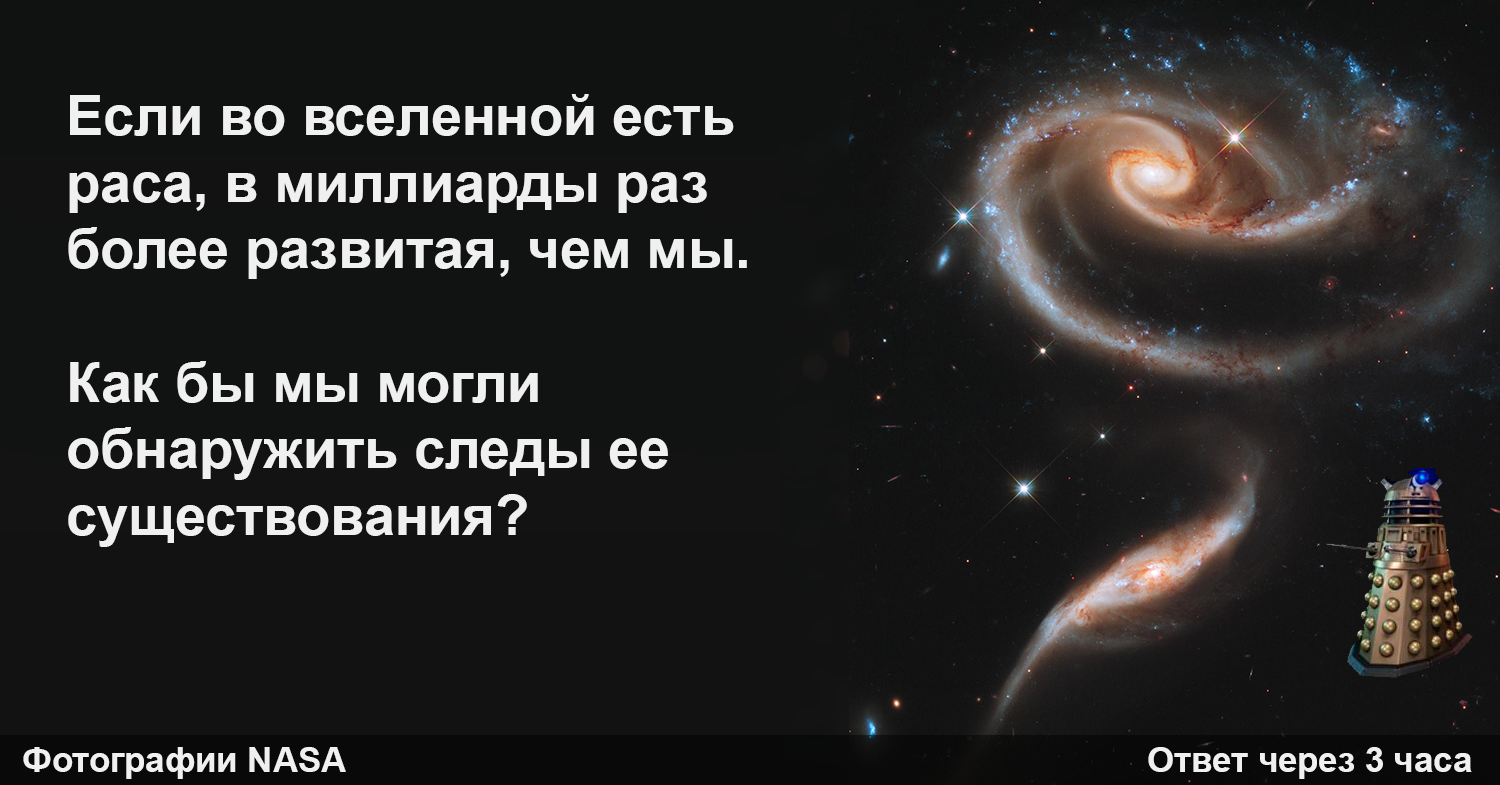 Если во вселенной есть
раса, в миллиарды раз
более развитая, чем мы.
Как бы мы могли
обнаружить следы ее
существования?
Фотографии NASA
Ответ через 3 часа